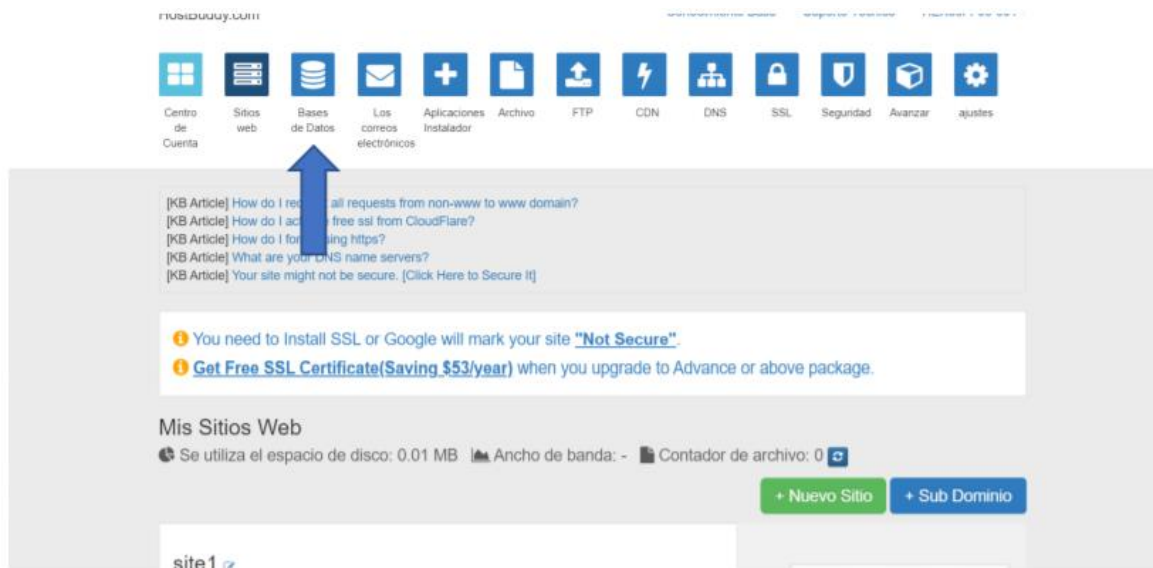 HostBuddy.com
Centro de Cuenta
Sitios web
Bases de Datos
Los correos electrónicos
Aplicaciones Instalador
Archivo
FTP
CDN
DNS
SSL
Seguridad
Avanzar
ajustes
[KB Article] How do I all requests from non-www to www domain?
[KB Article] How do I free ssl from CloudFlare?
[KB Article] How do I using https?
[KB Article] What are your DNS name servers?
[KB Article] Your site might not be secure. [Click Here to Secure It]
You need to Install SSL or Google will mark your site "Not Secure".
Get Free SSL Certificate(Saving $53/year) when you upgrade to Advance or above package.
Mis Sitios Web
Se utiliza el espacio de disco: 0.01 MB Ancho de banda: - Contador de archivo: 0
+ Nuevo Sitio + Sub Dominio
site1